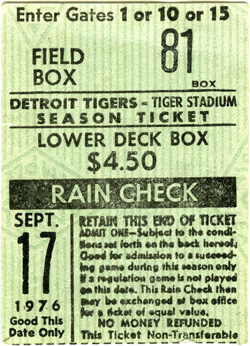 Enter Gates 1 or 10 or 15
FIELD
BOX
81
BOX
DETROIT TIGERS - TIGER STADIUM
SEASON TICKET
LOWER DECK BOX
$4.50
RAIN CHECK
SEPT.
17
1976
Good This
Date Only
RETAIN THIS END OF TICKET
ADMIT ONE—Subject to the conditions
set forth on the back hereof.
Good for admission to a succeeding
game during this season only
if a regulation game is not played
on this date. This Rain Check then
may be exchanged at box office
for a ticket of equal value.
NO MONEY REFUNDED
This Ticket Non-Transferable